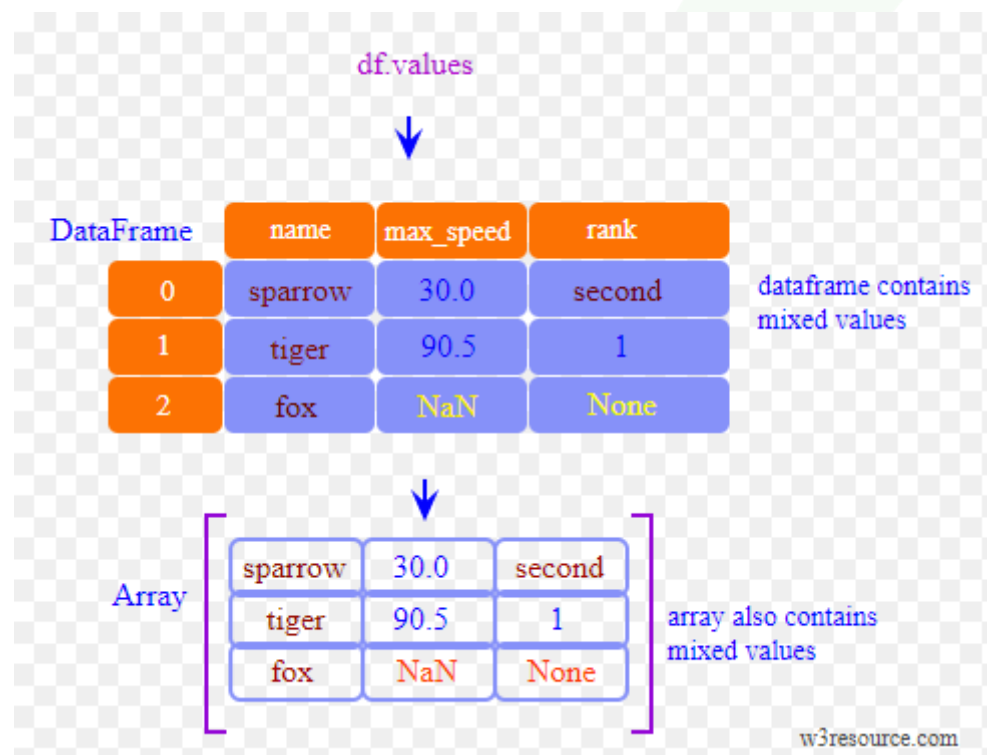 df.values
DataFrame name max_speed rank
0 sparrow 30.0 second
1 tiger 90.5 1
2 fox NaN None
dataframe contains
mixed values
Array
sparrow 30.0 second
tiger 90.5 1
fox NaN None
array also contains
mixed values
w3resource.com